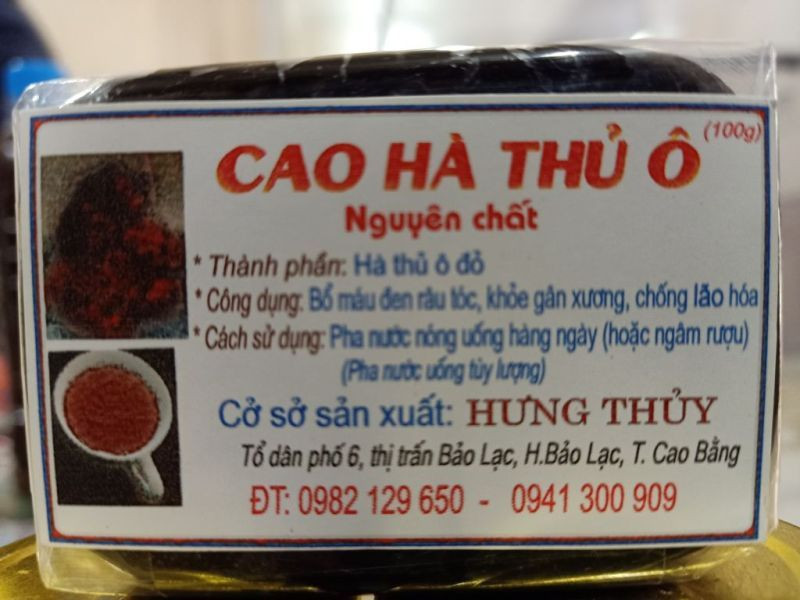 CAO HÀ THỦ Ô (100g)
Nguyên chất
* Thành phần: Hà thủ ô đỏ
* Công dụng: Bổ máu đen râu tóc, khỏe gân xương, chống lão hóa
* Cách sử dụng: Pha nước nóng uống hàng ngày (hoặc ngâm rượu)
(Pha nước uống tùy lượng)
Cở sở sản xuất: HƯNG THỦY
Tổ dân phố 6, thị trấn Bảo Lạc, H.Bảo Lạc, T. Cao Bằng
ĐT: 0982 129 650 - 0941 300 909